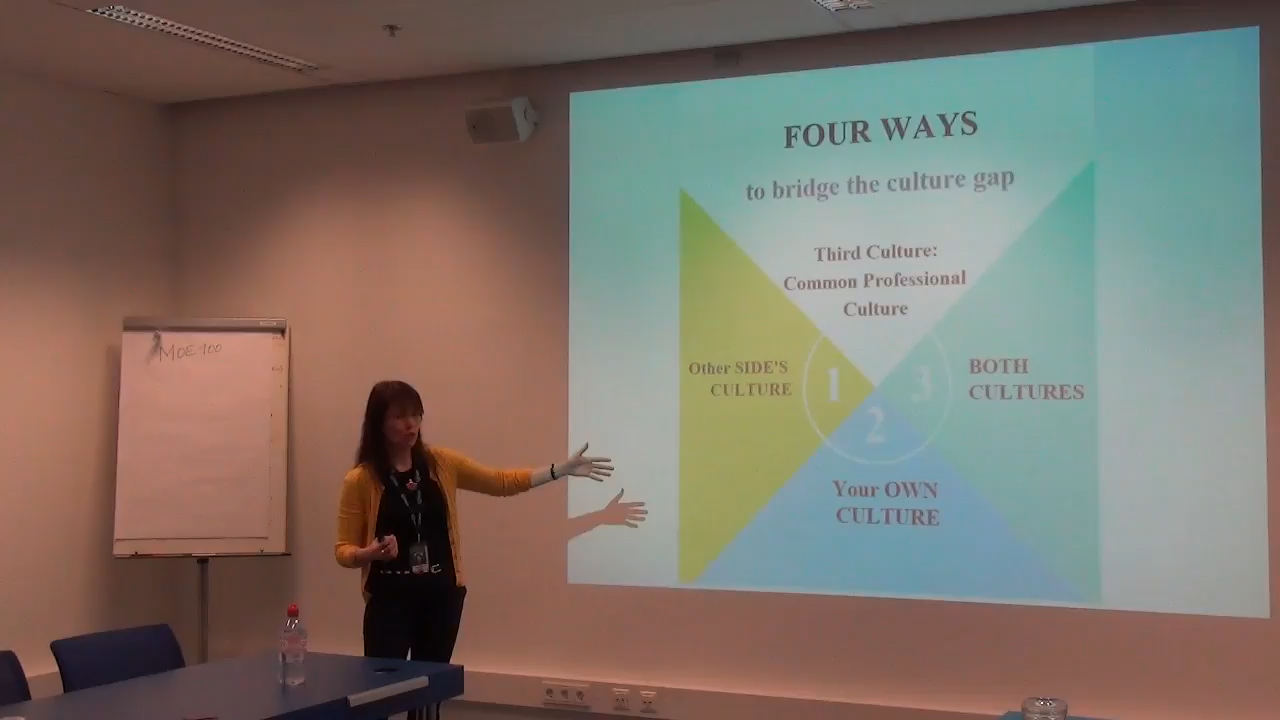 MOE-100
FOUR WAYS
to bridge the culture gap
Third Culture:
Common Professional
Culture
Other SIDE'S
CULTURE
1
2
3
BOTH
CULTURES
Your OWN
CULTURE